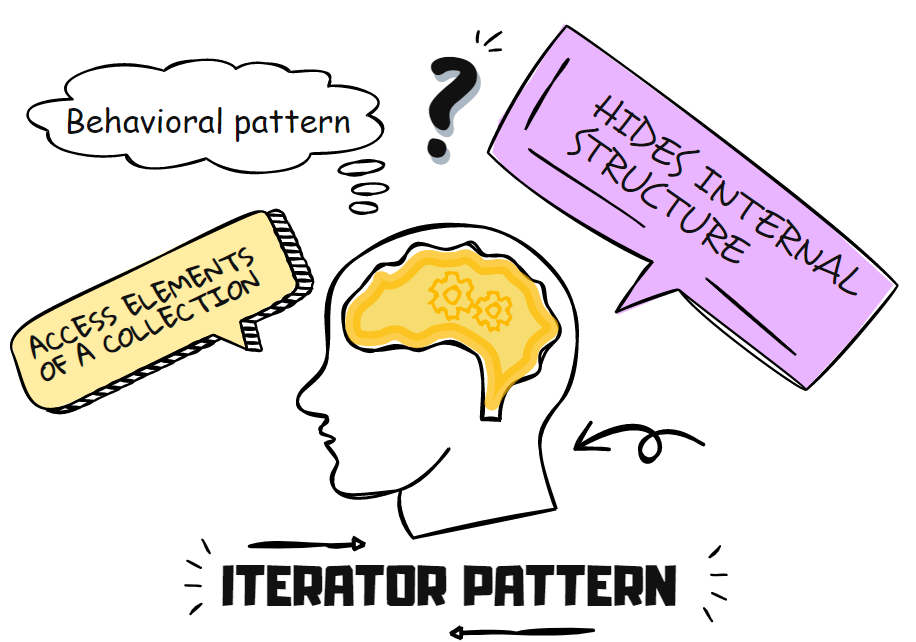 Behavioral pattern
?
HIDES INTERNAL
STRUCTURE
ACCESS ELEMENTS
OF A COLLECTION
ITERATOR PATTERN